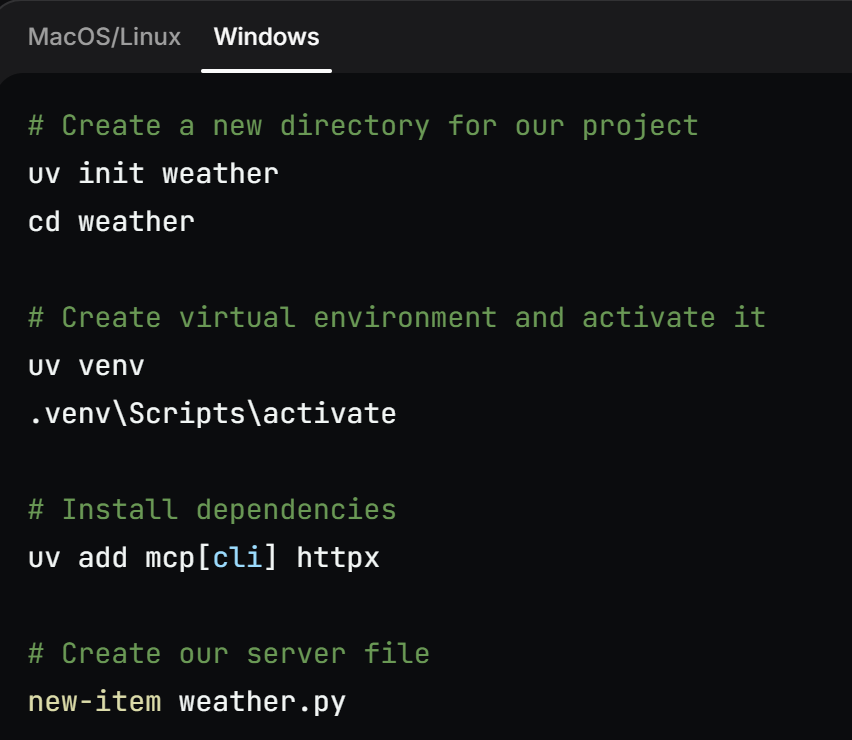 MacOS/Linux Windows
# Create a new directory for our project
uv init weather
cd weather
# Create virtual environment and activate it
uv venv
.venv\Scripts\activate
# Install dependencies
uv add mcp[cli] httpx
# Create our server file
new-item weather.py